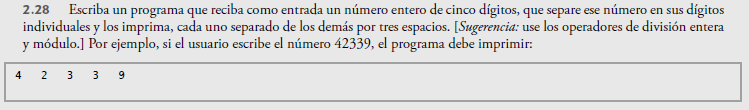 2.28 Escriba un programa que reciba como entrada un número entero de cinco dígitos, que separe ese número en sus dígitos
individuales y los imprima, cada uno separado de los demás por tres espacios. [Sugerencia: use los operadores de división entera
y módulo.] Por ejemplo, si el usuario escribe el número 42339, el programa debe imprimir:
4 2 3 3 9